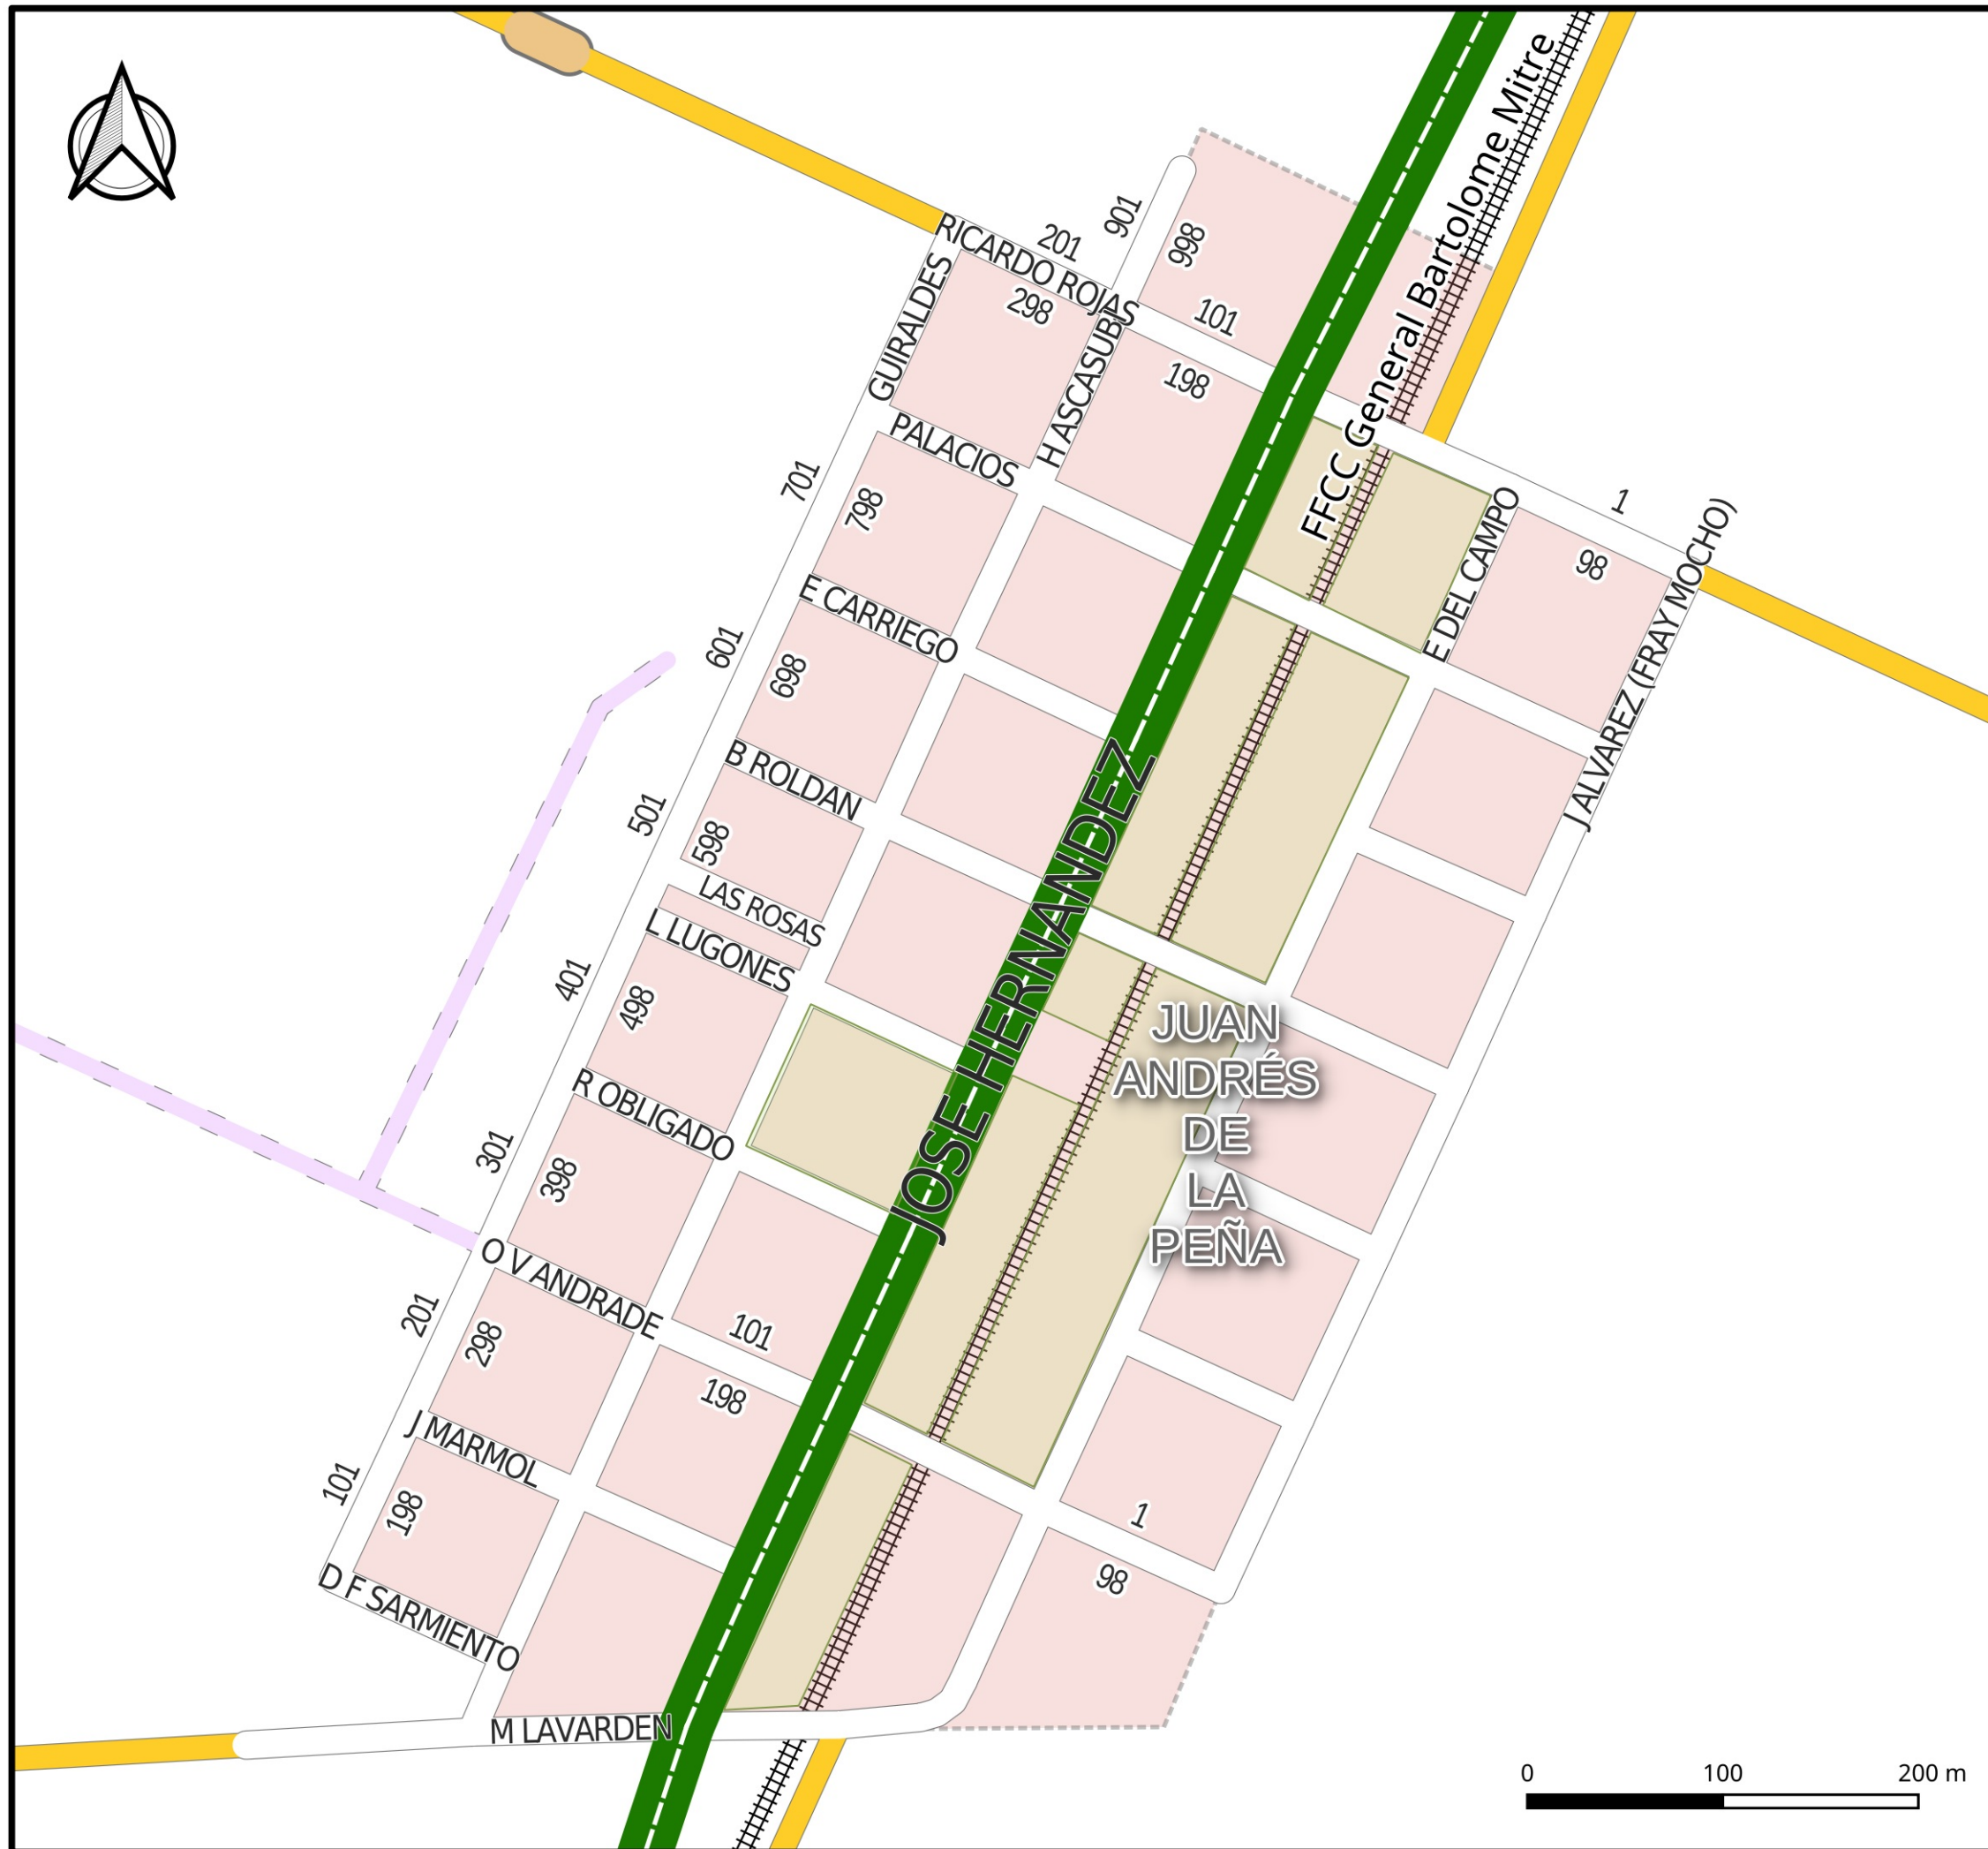 FFCC General Bartolome Mitre
901
201
RICARDO ROJAS
998
298
101
GUIRALDES
H ASCASUBI
198
PALACIOS
701
798
1
98
E DEL CAMPO
J ALVAREZ (FRAY MOCHO)
E CARRIEGO
601
698
B ROLDAN
501
598
LAS ROSAS
L LUGONES
JOSE HERNANDEZ
401
498
JUAN
ANDRÉS
DE
LA
PEÑA
R OBLIGADO
301
398
O V ANDRADE
201
298
101
198
J MARMOL
101
198
1
98
D F SARMIENTO
M LAVARDEN
0 100 200 m